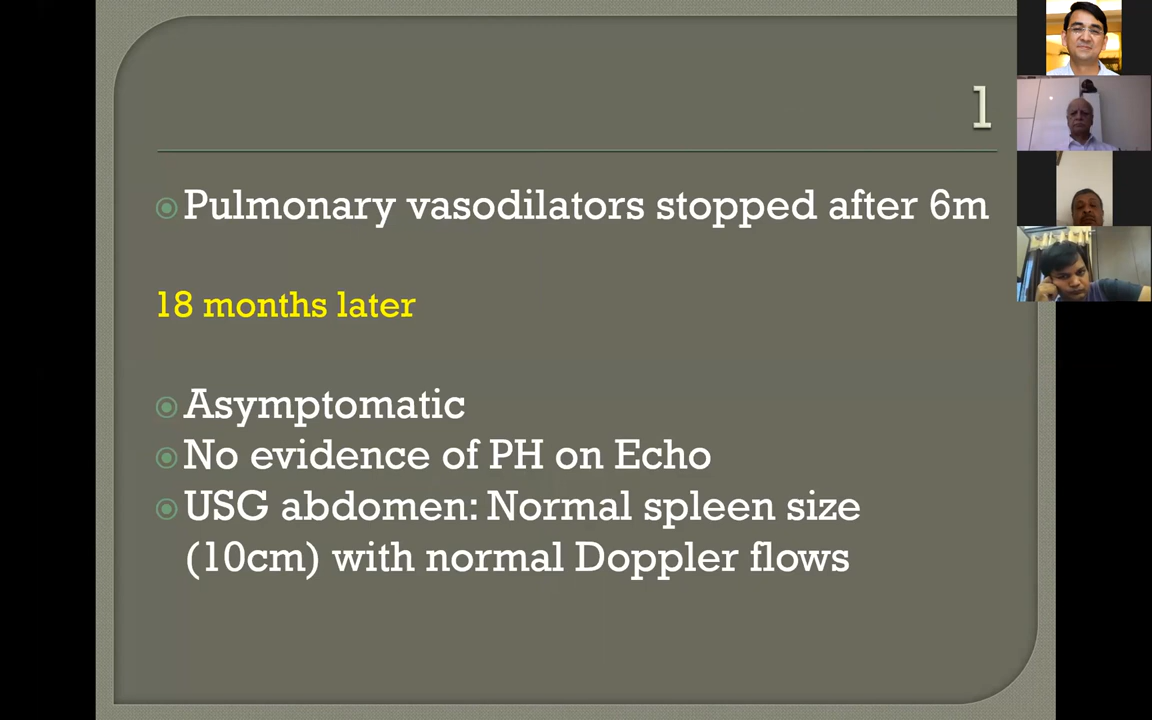 1
Pulmonary vasodilators stopped after 6m
18 months later
Asymptomatic
No evidence of PH on Echo
USG abdomen: Normal spleen size
(10cm) with normal Doppler flows